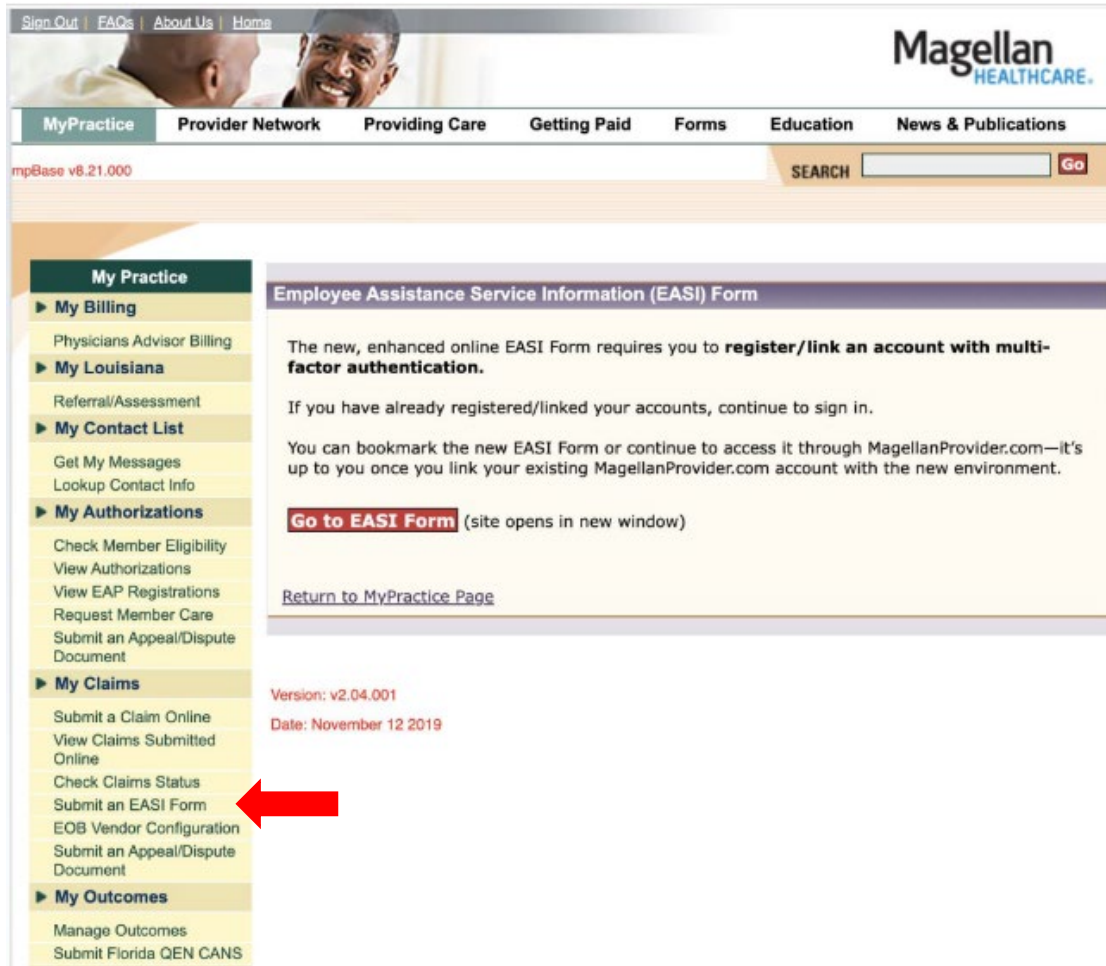 Sign Out | FAQs | About Us | Home
Magellan
HEALTHCARE.
MyPractice Provider Network Providing Care Getting Paid Forms Education News & Publications
mpBase v8.21.000
SEARCH Go
My Practice
My Billing
Physicians Advisor Billing
My Louisiana
Referral/Assessment
My Contact List
Get My Messages
Lookup Contact Info
My Authorizations
Check Member Eligibility
View Authorizations
View EAP Registrations
Request Member Care
Submit an Appeal/Dispute
Document
My Claims
Submit a Claim Online
View Claims Submitted
Online
Check Claims Status
Submit an EASI Form
EOB Vendor Configuration
Submit an Appeal/Dispute
Document
My Outcomes
Manage Outcomes
Submit Florida QEN CANS
Employee Assistance Service Information (EASI) Form
The new, enhanced online EASI Form requires you to register/link an account with multi-
factor authentication.
If you have already registered/linked your accounts, continue to sign in.
You can bookmark the new EASI Form or continue to access it through MagellanProvider.com—it's
up to you once you link your existing MagellanProvider.com account with the new environment.
Go to EASI Form (site opens in new window)
Return to MyPractice Page
Version: v2.04.001
Date: November 12 2019